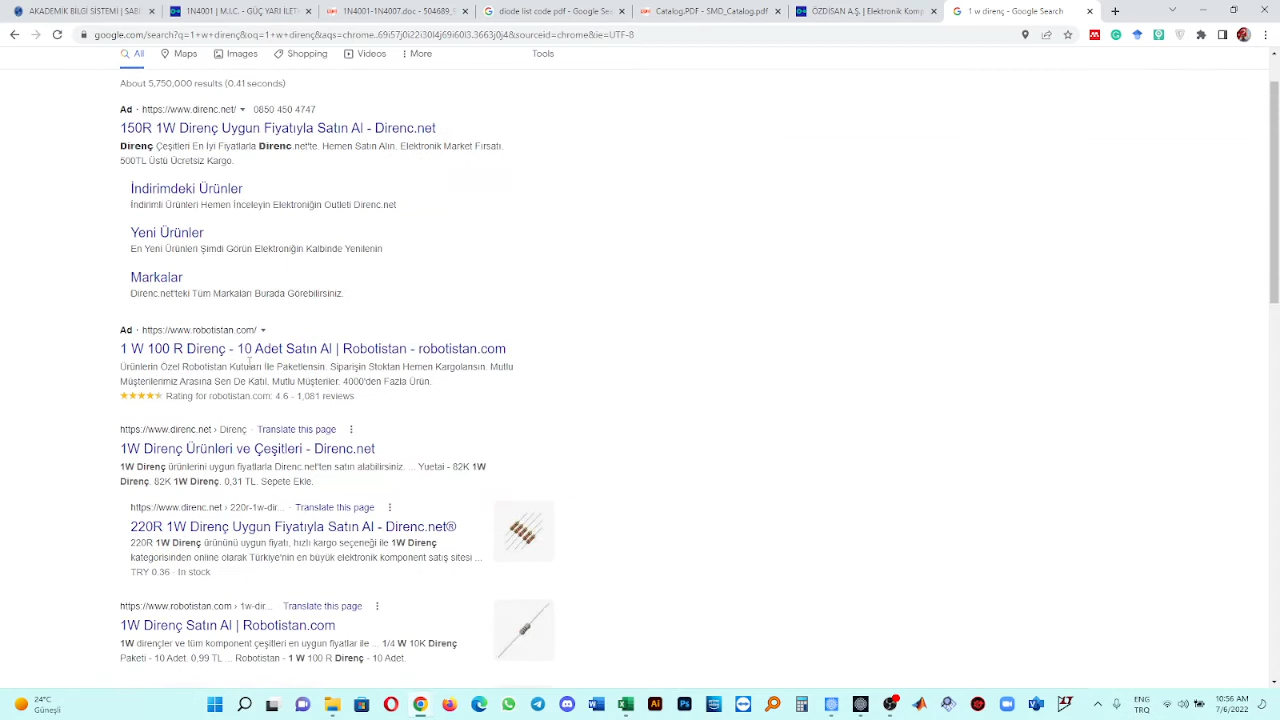 AKADEMİK BİLGİ SİSTEMİ | SABİ
1N4001 | M.I.C. - GÜÇ YARI İLET
1N4001-1N4007.doc - 504689_5
diode list code pdf - Google Sea
Catalog.PDF - SMD_Catalog.pdf
ÖZDİSAN A.Ş. | Elektronik Komp
1 w direnç - Google Search
google.com/search?q=1+w+direnç&oq=1+w+direnç&aqs=chrome..69i57j0i22i30l4j69i60i3.3663j0j4&sourceid=chrome&ie=UTF-8
All
Maps
Images
Shopping
Videos
More
Tools
About 5,750,000 results (0.41 seconds)
Ad · https://www.direnc.net/ 0850 450 4747
150R 1W Direnç Uygun Fiyatıyla Satın Al - Direnc.net
Direnç Çeşitleri En İyi Fiyatlarla Direnc.net'te. Hemen Satın Alın. Elektronik Market Fırsatı.
500TL Üstü Ücretsiz Kargo.
İndirimdeki Ürünler
İndirimli Ürünleri Hemen İnceleyin Elektroniğin Outleti Direnc.net
Yeni Ürünler
En Yeni Ürünleri Şimdi Görün Elektroniğin Kalbinde Yenilenin
Markalar
Direnc.net'teki Tüm Markaları Burada Görebilirsiniz.
Ad · https://www.robotistan.com/
1 W 100 R Direnç - 10 Adet Satın Al | Robotistan - robotistan.com
Ürünlerin Özel Robotistan Kutuları İle Paketlensin. Siparişin Stoktan Hemen Kargolansın. Mutlu
Müşterilerimiz Arasına Sen De Katıl. Mutlu Müşteriler. 4000'den Fazla Ürün.
Rating for robotistan.com: 4.6 - 1,081 reviews
https://www.direnc.net › Direnç · Translate this page
1W Direnç Ürünleri ve Çeşitleri - Direnc.net
1W Direnç ürünlerini uygun fiyatlarla Direnc.net'ten satın alabilirsiniz. ... Yuetai - 82K 1W
Direnç. 82K 1W Direnç. 0,31 TL. Sepete Ekle.
https://www.direnc.net › 220r-1w-dir... · Translate this page
220R 1W Direnç Uygun Fiyatıyla Satın Al - Direnc.net®
220R 1W Direnç ürününü uygun fiyatı, hızlı kargo seçeneği ile 1W Direnç
kategorisinden online olarak Türkiye'nin en büyük elektronik komponent satış sitesi ...
TRY 0.36 · In stock
https://www.robotistan.com › 1w-dir... Translate this page
1W Direnç Satın Al | Robotistan.com
1W dirençler ve tüm komponent çeşitleri en uygun fiyatlar ile ... 1/4 W 10K Direnç
Paketi - 10 Adet. 0,99 TL ... Robotistan - 1 W 100 R Direnç - 10 Adet.
24°C
Güneşli
ENG
TRQ
10:56 AM
7/6/2022